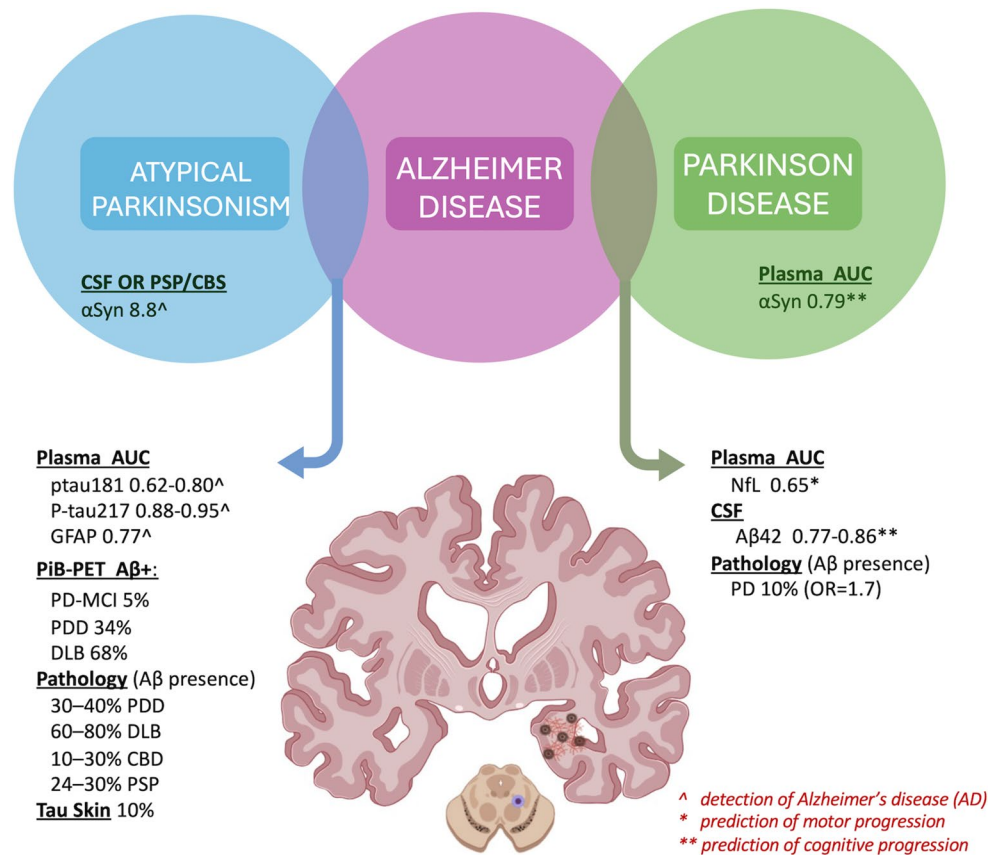 ATYPICAL
PARKINSONISM
ALZHEIMER
DISEASE
PARKINSON
DISEASE
CSF OR PSP/CBS
αSyn 8.8^
Plasma AUC
αSyn 0.79**
Plasma AUC
ptau181 0.62-0.80^
P-tau217 0.88-0.95^
GFAP 0.77^
PiB-PET Aβ+:
PD-MCI 5%
PDD 34%
DLB 68%
Pathology (Aβ presence)
30–40% PDD
60–80% DLB
10–30% CBD
24–30% PSP
Tau Skin 10%
Plasma AUC
NfL 0.65*
CSF
Aβ42 0.77-0.86**
Pathology (Aβ presence)
PD 10% (OR=1.7)
^ detection of Alzheimer's disease (AD)
* prediction of motor progression
** prediction of cognitive progression